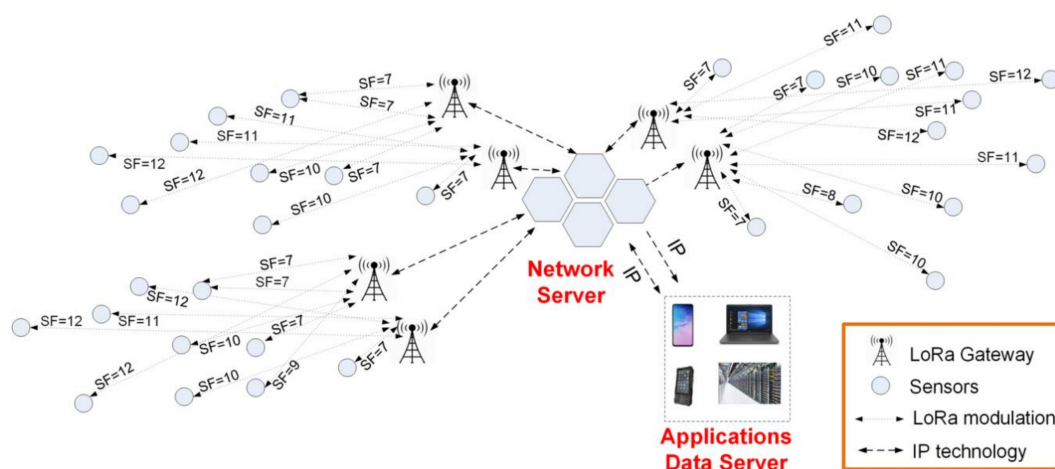 SF=7
SF=7
SF=11
SF=11
SF=12
SF=12
SF=10
SF=7
SF=10
SF=7
SF=11
SF=7
SF=7
SF=10
SF=11
SF=12
SF=11
SF=12
SF=11
SF=10
SF=8
SF=7
SF=10
SF=7
SF=7
SF=12
SF=12
SF=11
SF=10
SF=7
SF=12
SF=10
SF=9
SF=7
Network
Server
IP
IP
Applications
Data Server
LoRa Gateway
Sensors
LoRa modulation
IP technology